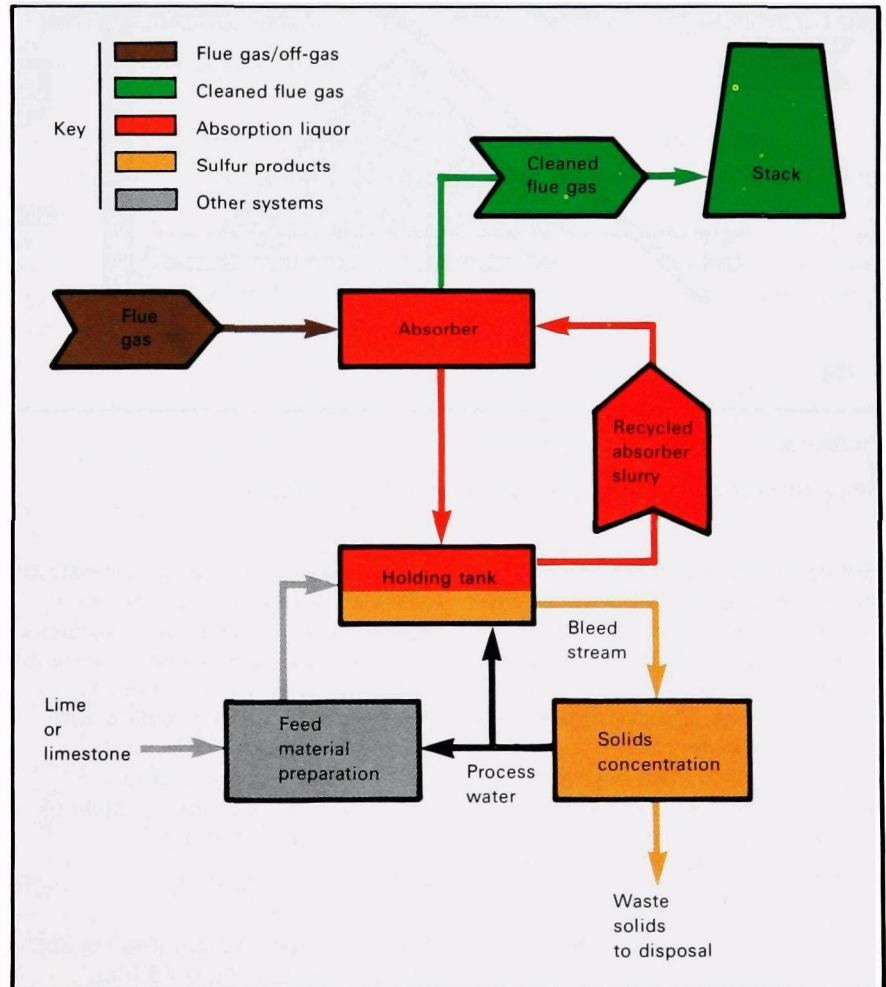 Key
Flue gas/off-gas
Cleaned flue gas
Absorption liquor
Sulfur products
Other systems
Cleaned
flue gas
Stack
Flue
gas
Absorber
Recycled
absorber
slurry
Holding tank
Bleed
stream
Lime
or
limestone
Feed
material
preparation
Process
water
Solids
concentration
Waste
solids
to disposal